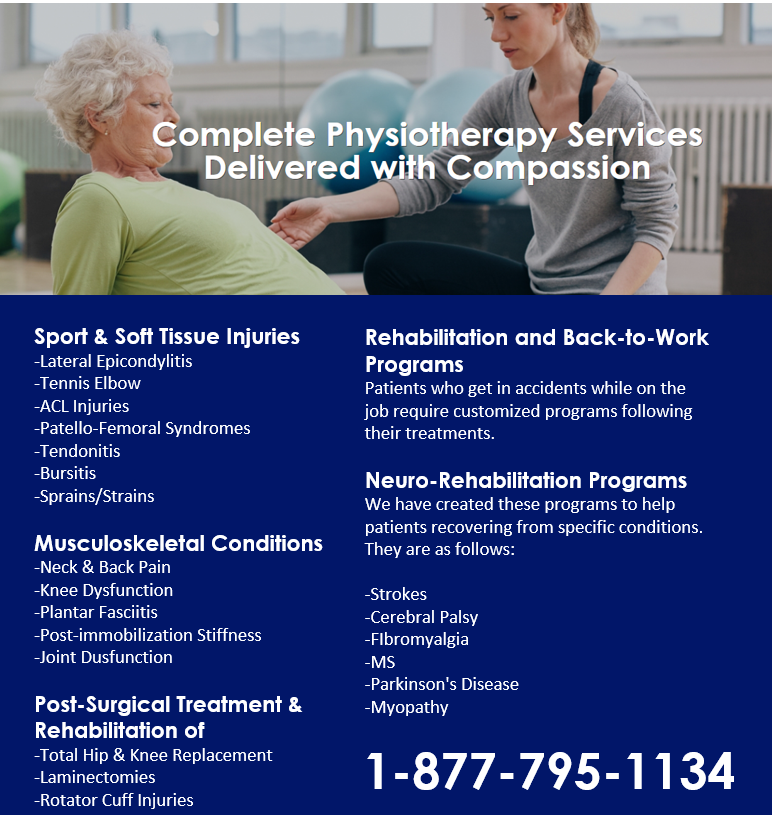 Complete Physiotherapy Services
Delivered with Compassion
Sport & Soft Tissue Injuries
-Lateral Epicondylitis
-Tennis Elbow
-ACL Injuries
-Patello-Femoral Syndromes
-Tendonitis
-Bursitis
-Sprains/Strains
Musculoskeletal Conditions
-Neck & Back Pain
-Knee Dysfunction
-Plantar Fasciitis
-Post-immobilization Stiffness
-Joint Dusfunction
Post-Surgical Treatment &
Rehabilitation of
-Total Hip & Knee Replacement
-Laminectomies
-Rotator Cuff Injuries
Rehabilitation and Back-to-Work
Programs
Patients who get in accidents while on the
job require customized programs following
their treatments.
Neuro-Rehabilitation Programs
We have created these programs to help
patients recovering from specific conditions.
They are as follows:
-Strokes
-Cerebral Palsy
-FIbromyalgia
-MS
-Parkinson's Disease
-Myopathy
1-877-795-1134